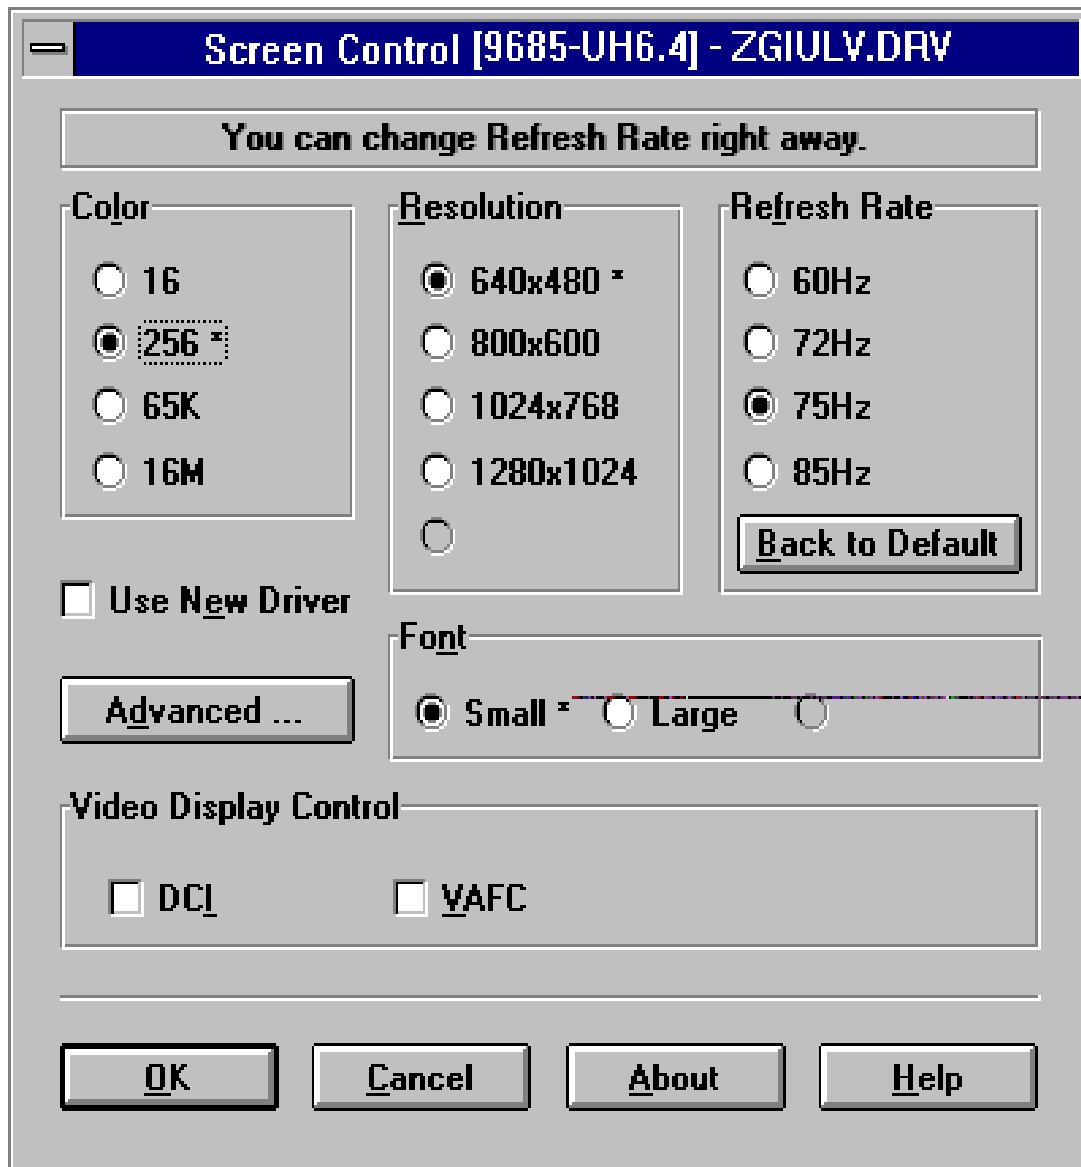 Screen Control [9685-UH6.4] - ZGIULV.DRV
You can change Refresh Rate right away.
Color
16
256 *
65K
16M
Resolution
640x480 *
800x600
1024x768
1280x1024
Refresh Rate
60Hz
72Hz
75Hz
85Hz
Back to Default
Use New Driver
Advanced ...
Font
Small *
Large
Video Display Control
DCI
VAFC
OK
Cancel
About
Help